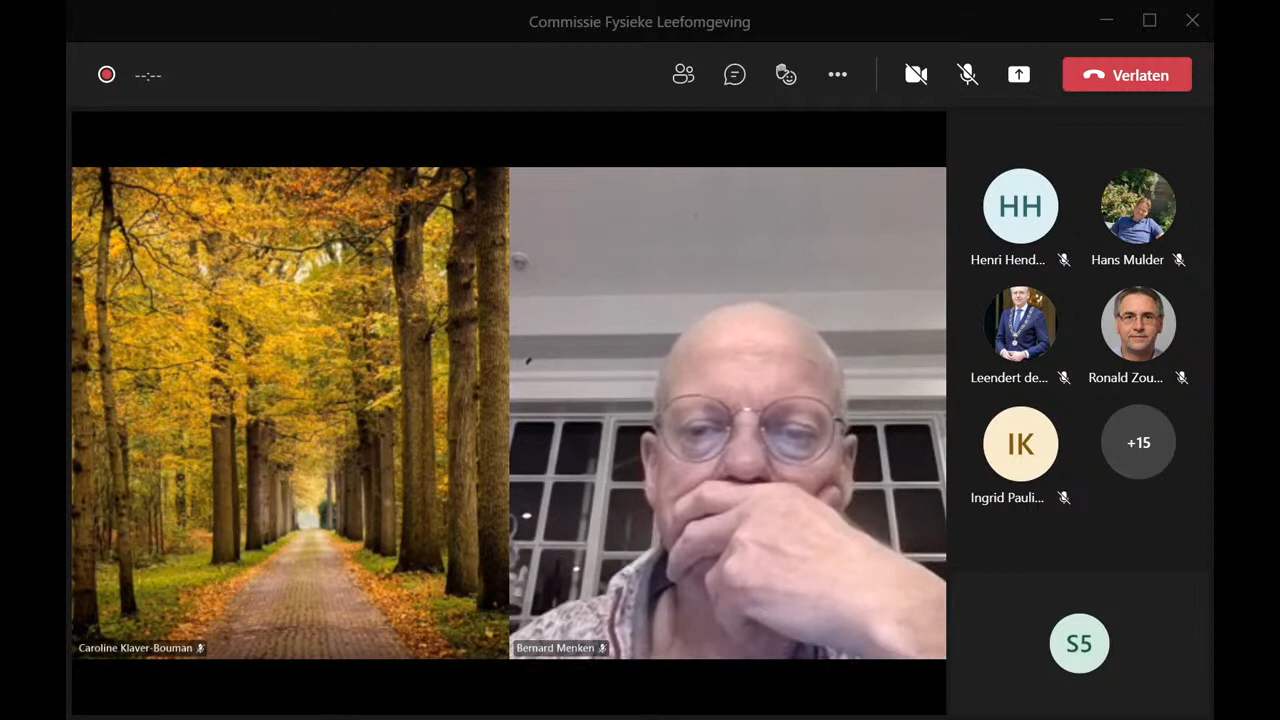 Commissie Fysieke Leefomgeving
--:--
Verlaten
HH
Henri Hend...
Hans Mulder
Leendert de...
Ronald Zou...
IK
+15
Ingrid Pauli...
Caroline Klaver-Bouman
Bernard Menken
S5